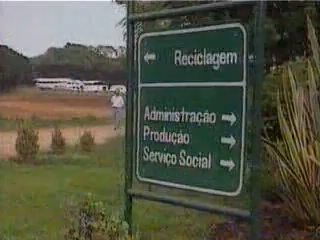 Reciclagem
Administração
Produção
Serviço Social